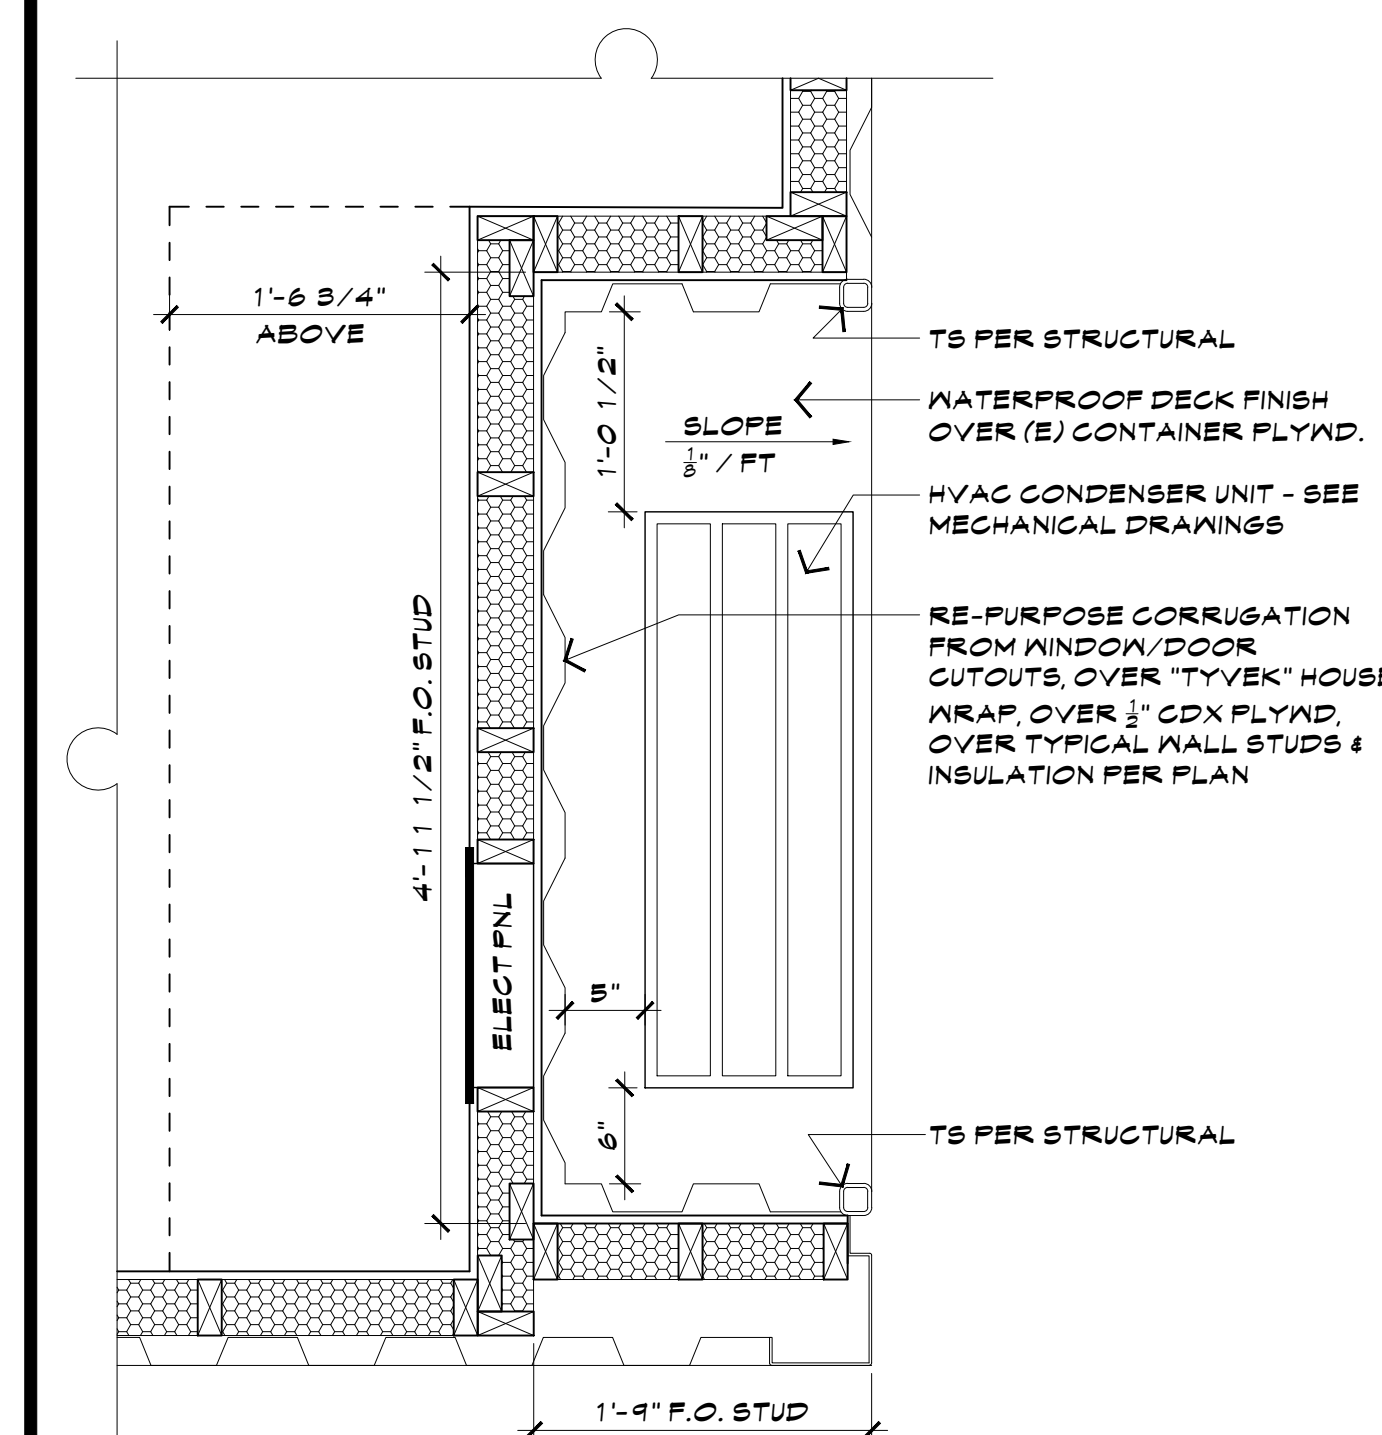 1'-6 3/4"
ABOVE
TS PER STRUCTURAL
1'-0 1/2"
SLOPE
1/8" / FT
WATERPROOF DECK FINISH
OVER (E) CONTAINER PLYWD.
HVAC CONDENSER UNIT - SEE
MECHANICAL DRAWINGS
4'-11 1/2" F.O. STUD
RE-PURPOSE CORRUGATION
FROM WINDOW/DOOR
CUTOUTS, OVER "TYVEK" HOUSE
WRAP, OVER 1/2" CDX PLYWD,
OVER TYPICAL WALL STUDS &
INSULATION PER PLAN
ELECT PNL
5"
6"
TS PER STRUCTURAL
1'-9" F.O. STUD